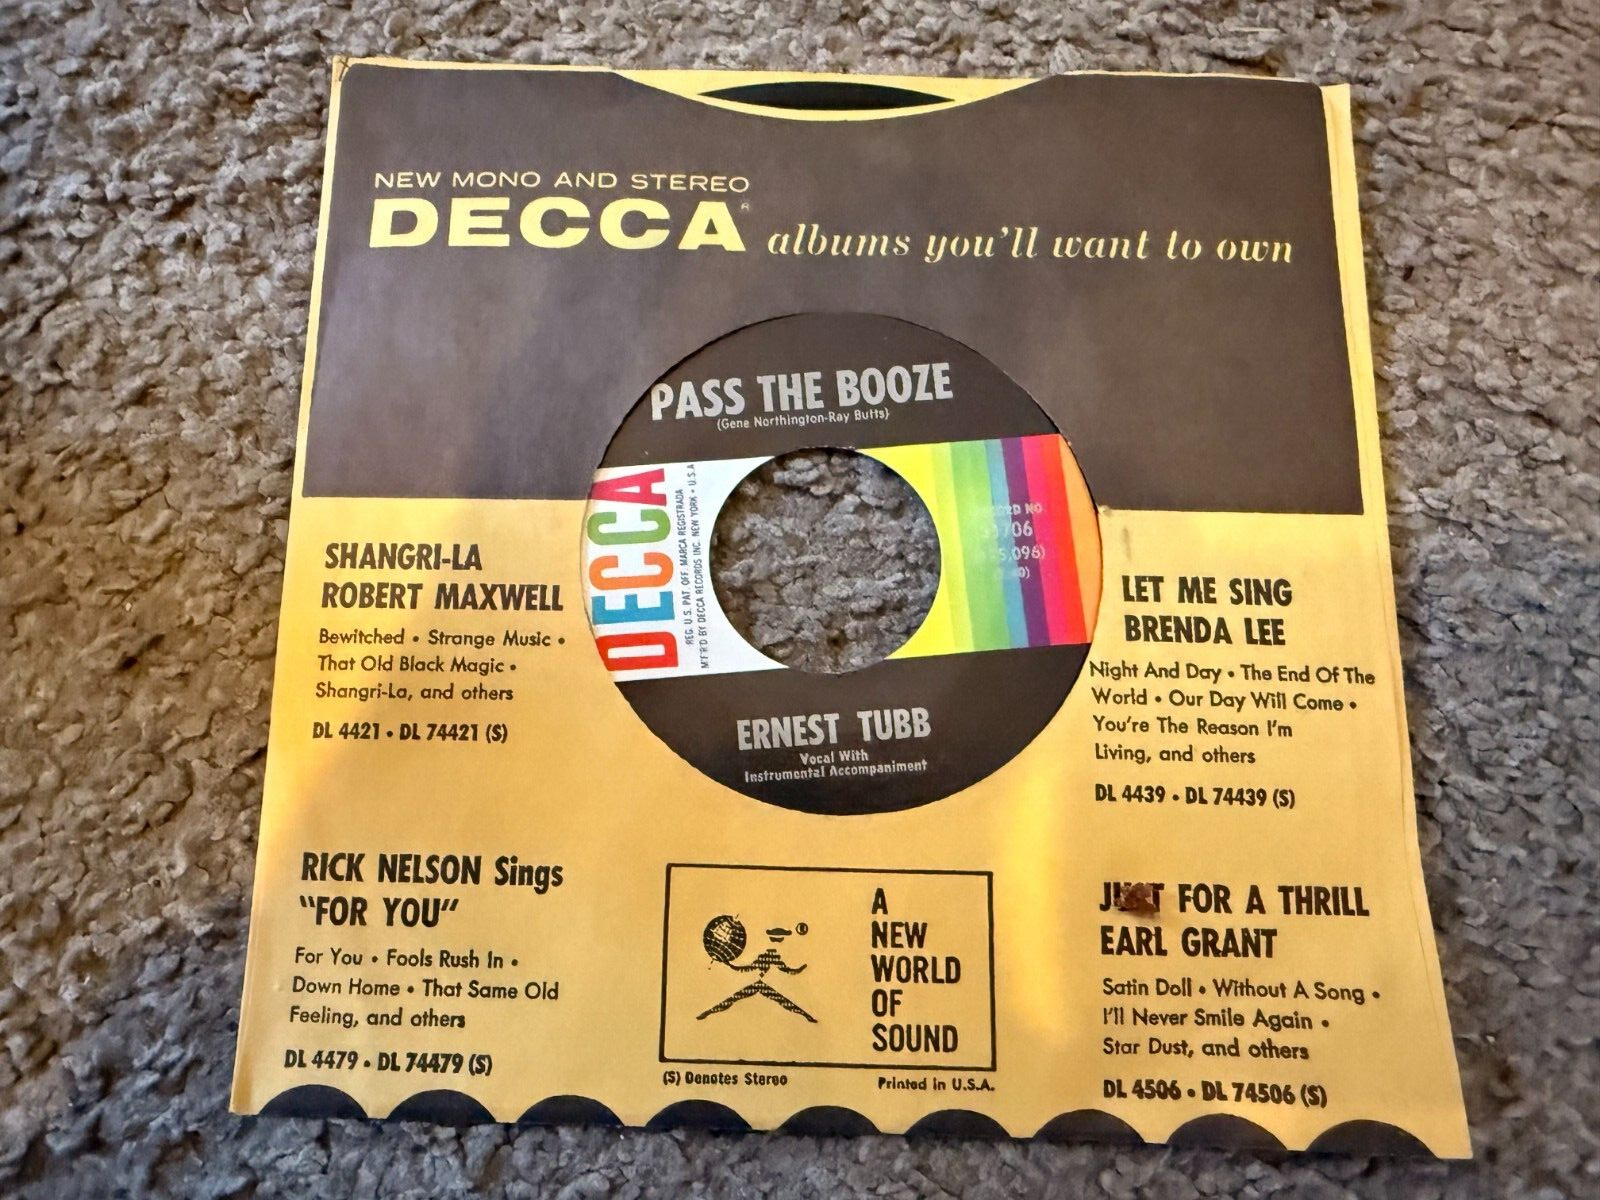 NEW MONO AND STEREO
DECCA® albums you'll want to own
PASS THE BOOZE
(Gene Northington-Ray Butts)
DECCA
REG. U.S. PAT. OFF. MARCA REGISTRADA
MF'R'D BY DECCA RECORDS INC. NEW YORK • U.S.A
NO
ERNEST TUBB
Vocal With
Instrumental Accompaniment
SHANGRI-LA
ROBERT MAXWELL
Bewitched • Strange Music •
That Old Black Magic •
Shangri-La, and others
DL 4421 • DL 74421 (S)
LET ME SING
BRENDA LEE
Night And Day • The End Of The
World • Our Day Will Come •
You're The Reason I'm
Living, and others
DL 4439 • DL 74439 (S)
RICK NELSON Sings
"FOR YOU"
For You • Fools Rush In •
Down Home • That Same Old
Feeling, and others
DL 4479 • DL 74479 (S)
®
A
NEW
WORLD
OF
SOUND
(S) Denotes Stereo
Printed in U.S.A.
JUST FOR A THRILL
EARL GRANT
Satin Doll • Without A Song •
I'll Never Smile Again •
Star Dust, and others
DL 4506 • DL 74506 (S)